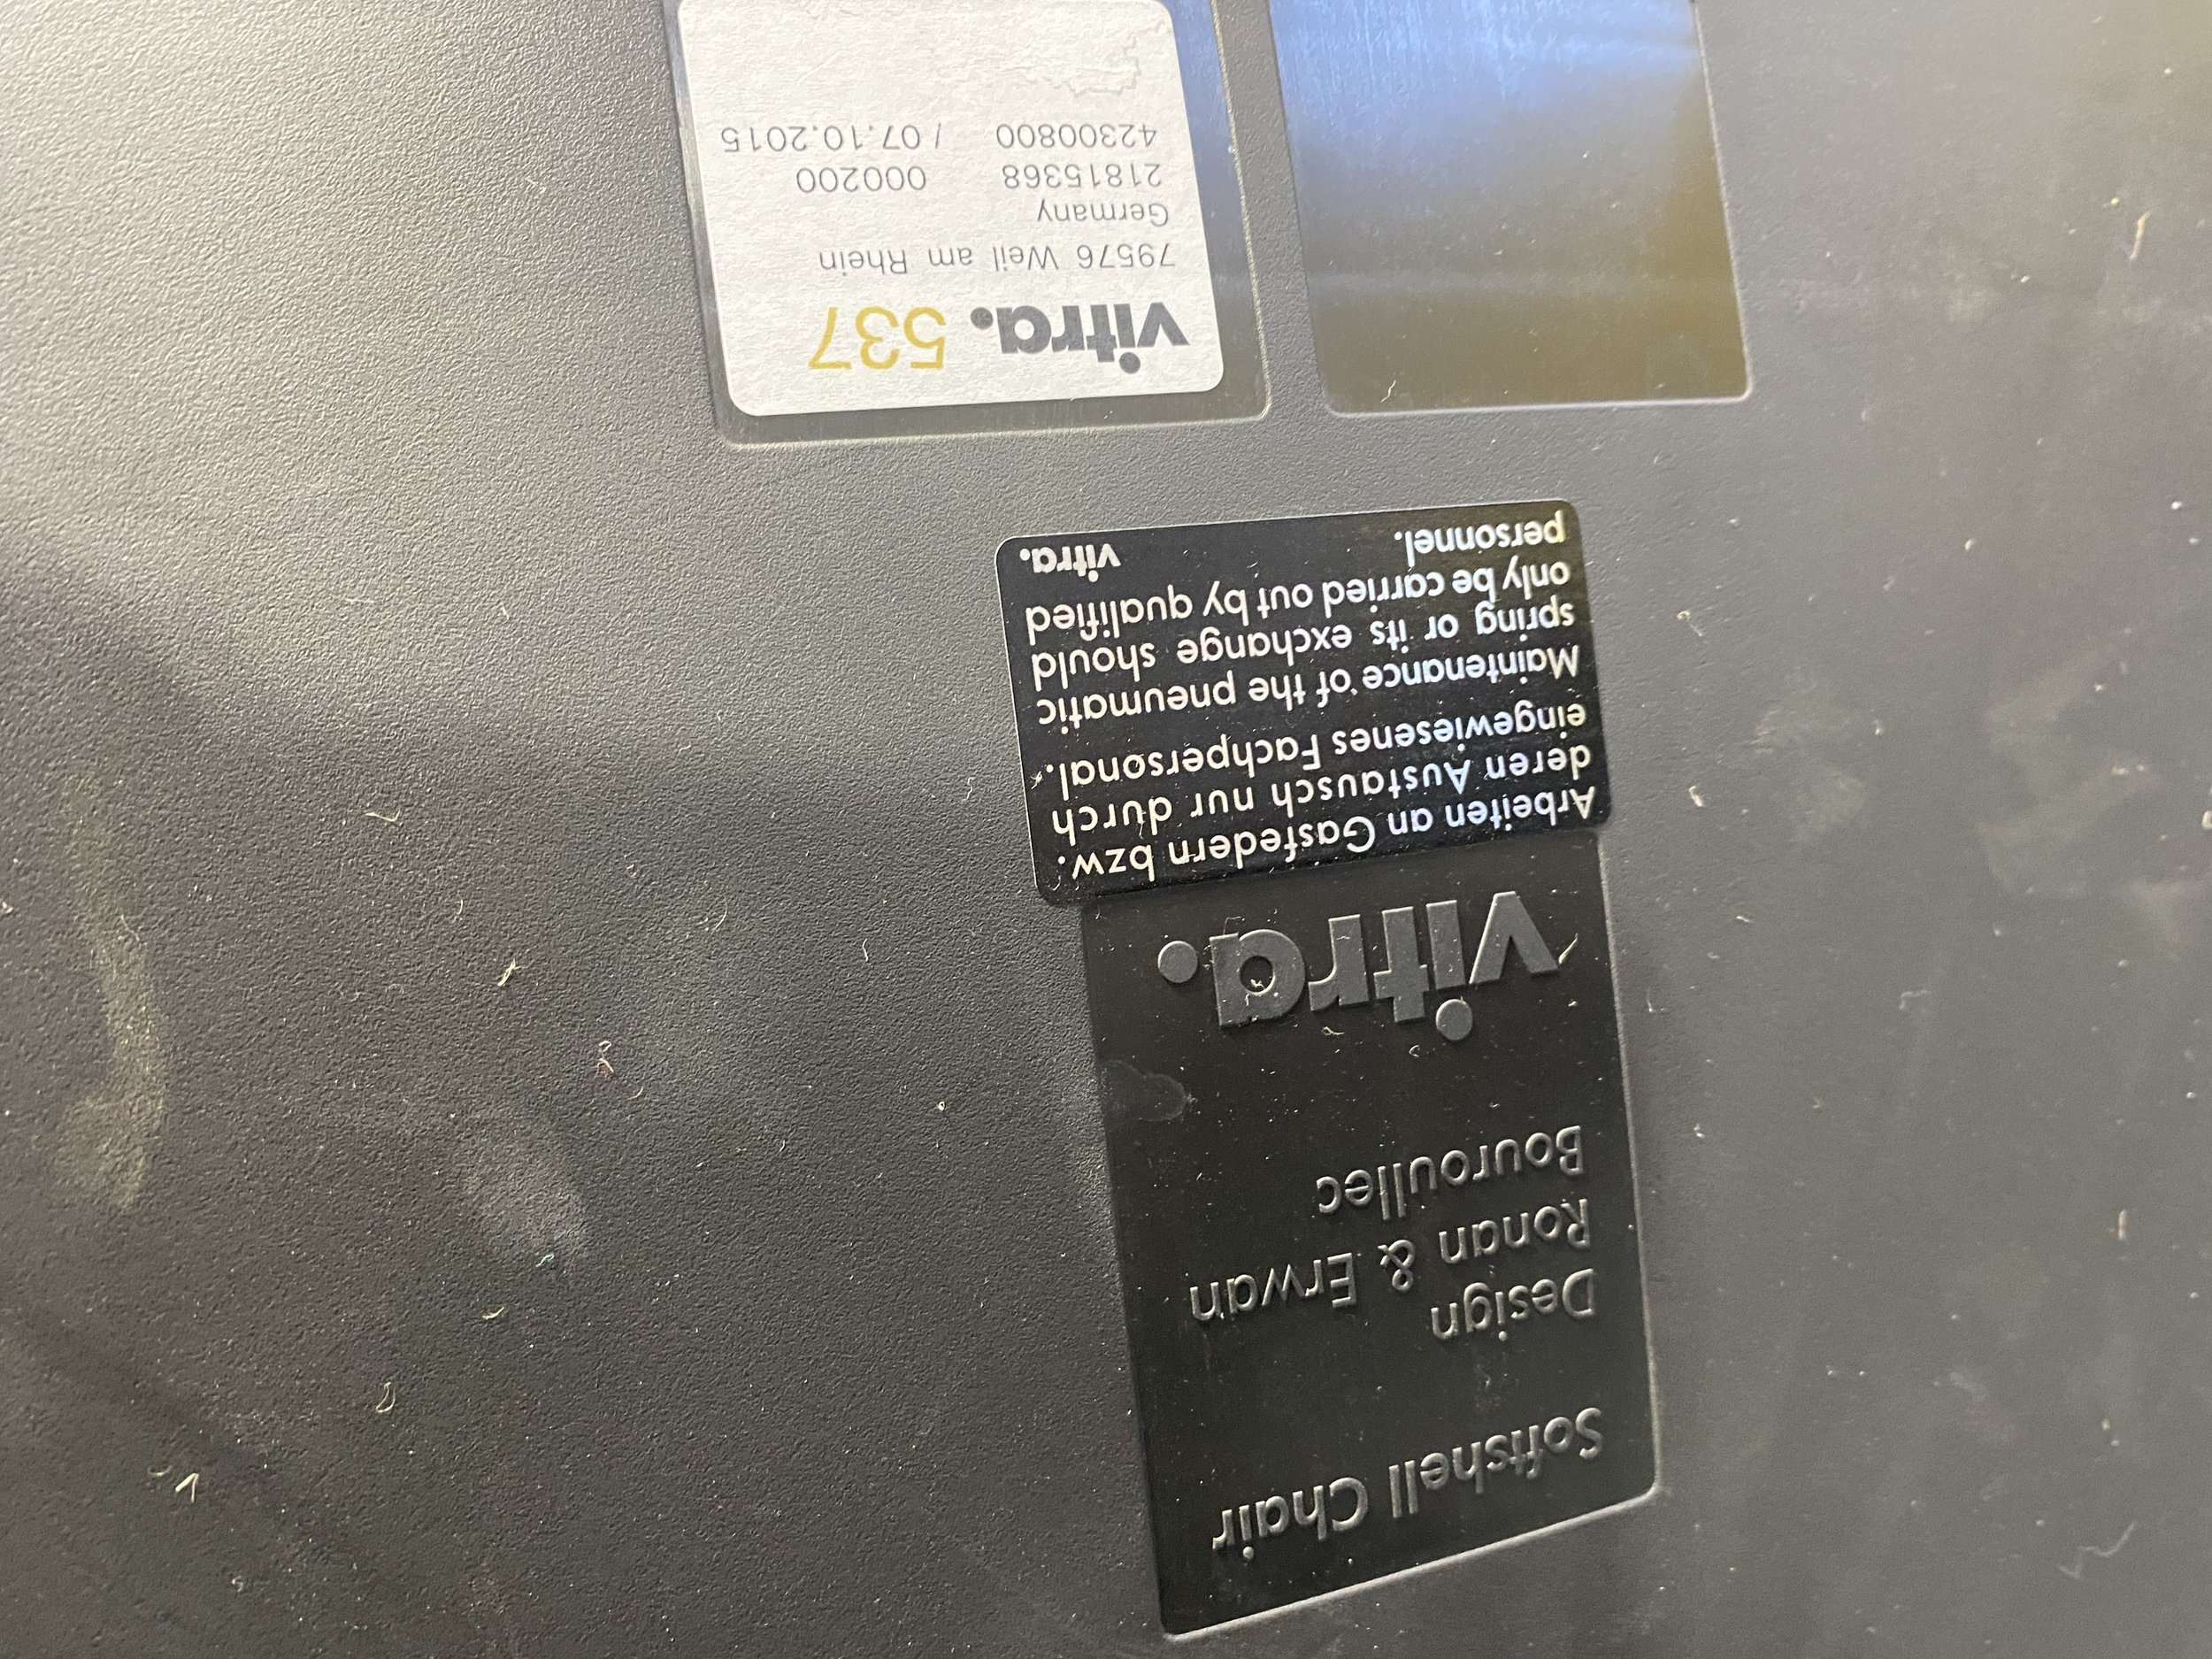 Softshell Chair
Design
Ronan & Erwan
Bouroullec
vitra.
Arbeiten an Gasfedern bzw.
deren Austausch nur durch
eingewiesenes Fachpersonal.
Maintenance of the pneumatic
spring or its exchange should
only be carried out by qualified
personnel.
vitra.
vitra. 537
79576 Weil am Rhein
Germany
21815368 000200
42300800 / 07.10.2015